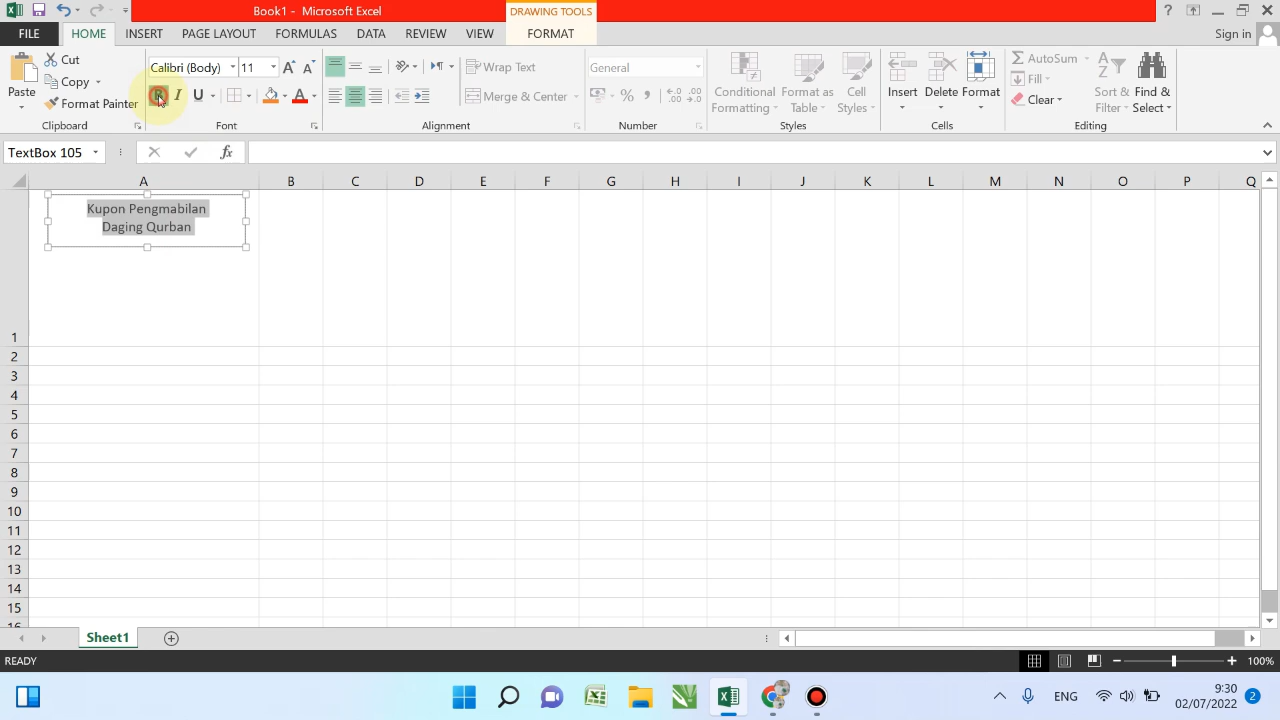 Book1 - Microsoft Excel
DRAWING TOOLS
FILE
HOME
INSERT
PAGE LAYOUT
FORMULAS
DATA
REVIEW
VIEW
FORMAT
Sign in
Paste
Cut
Copy
Format Painter
Clipboard
Calibri (Body)
11
B I U
A
Font
Wrap Text
Merge & Center
Alignment
General
%
Number
Conditional Formatting
Format as Table
Cell Styles
Styles
Insert
Delete
Format
Cells
AutoSum
Fill
Clear
Sort & Filter
Find & Select
Editing
TextBox 105
fx
A B C D E F G H I J K L M N O P Q
Kupon Pengmabilan
Daging Qurban
1
2
3
4
5
6
7
8
9
10
11
12
13
14
15
16
Sheet1
READY
100%
ENG
9:30
02/07/2022
2